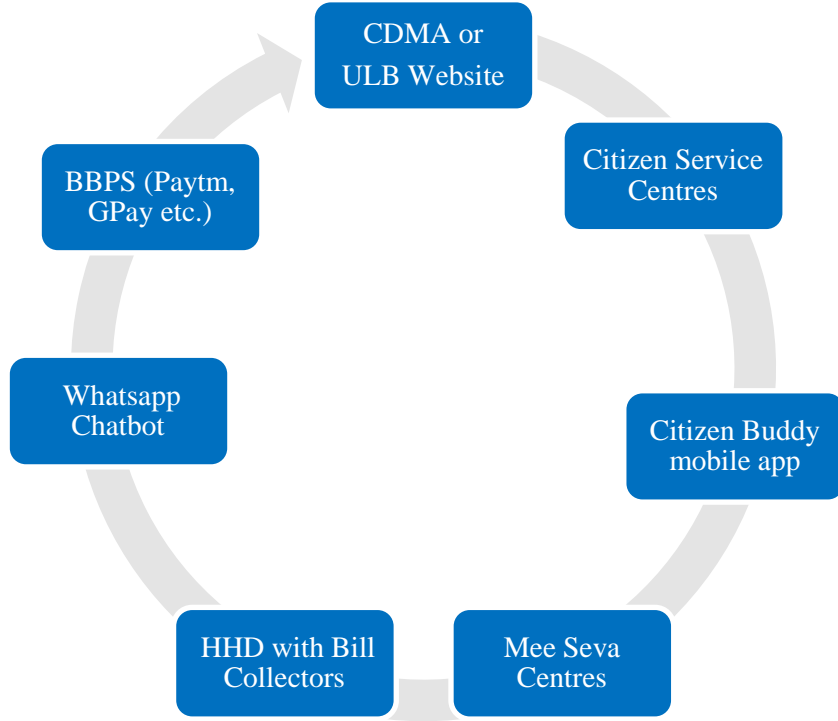 CDMA or
ULB Website
Citizen Service
Centres
Citizen Buddy
mobile app
Mee Seva
Centres
HHD with Bill
Collectors
Whatsapp
Chatbot
BBPS (Paytm,
GPay etc.)